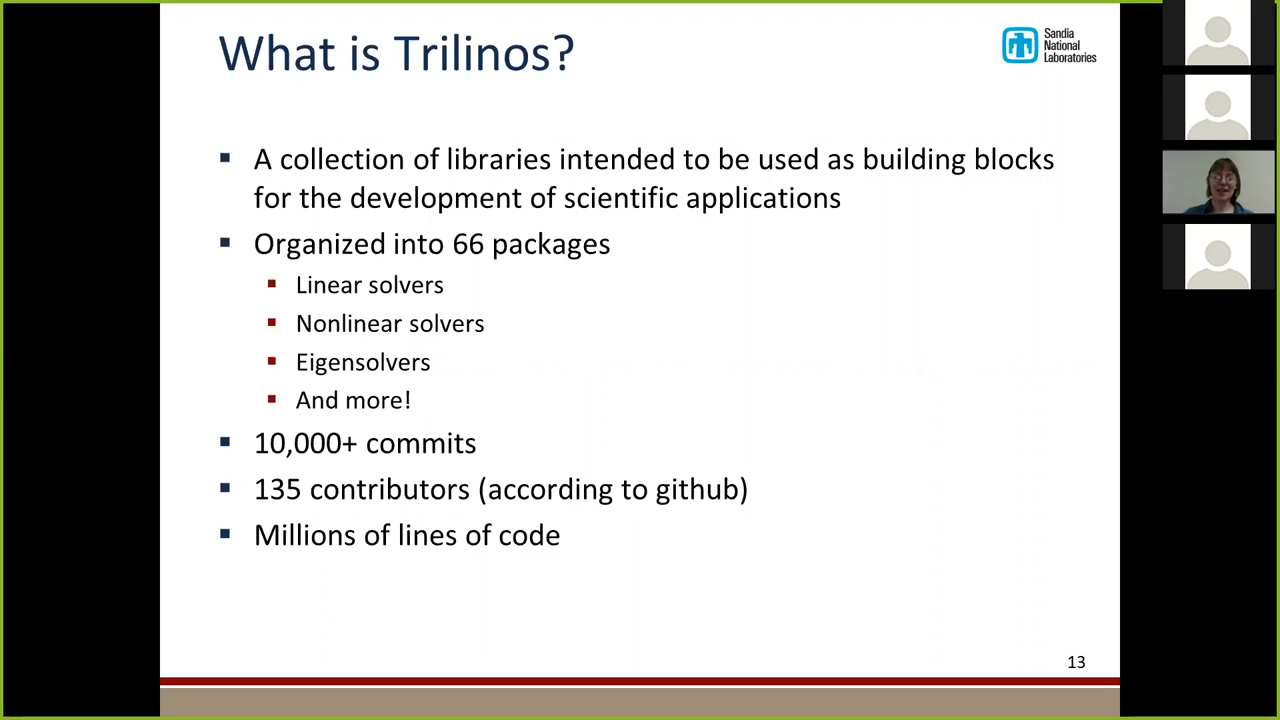 What is Trilinos?
Sandia
National
Laboratories
▪ A collection of libraries intended to be used as building blocks
for the development of scientific applications
▪ Organized into 66 packages
▪ Linear solvers
▪ Nonlinear solvers
▪ Eigensolvers
▪ And more!
▪ 10,000+ commits
▪ 135 contributors (according to github)
▪ Millions of lines of code
13